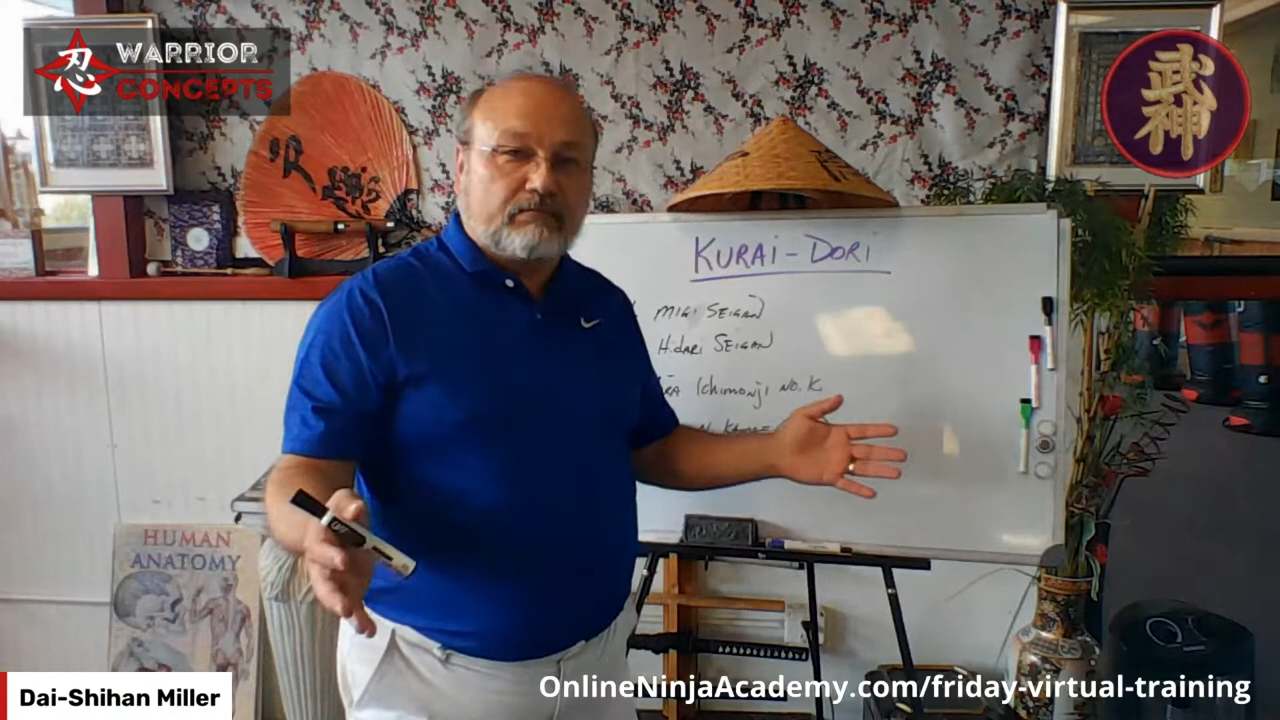 忍
WARRIOR
CONCEPTS
武神
KURAI-DORI
MIGI SEIGAN
HidARI SEIGAN
IchimonJI NO.K
HUMAN
ANATOMY
Dai-Shihan Miller
OnlineNinjaAcademy.com/friday-virtual-training